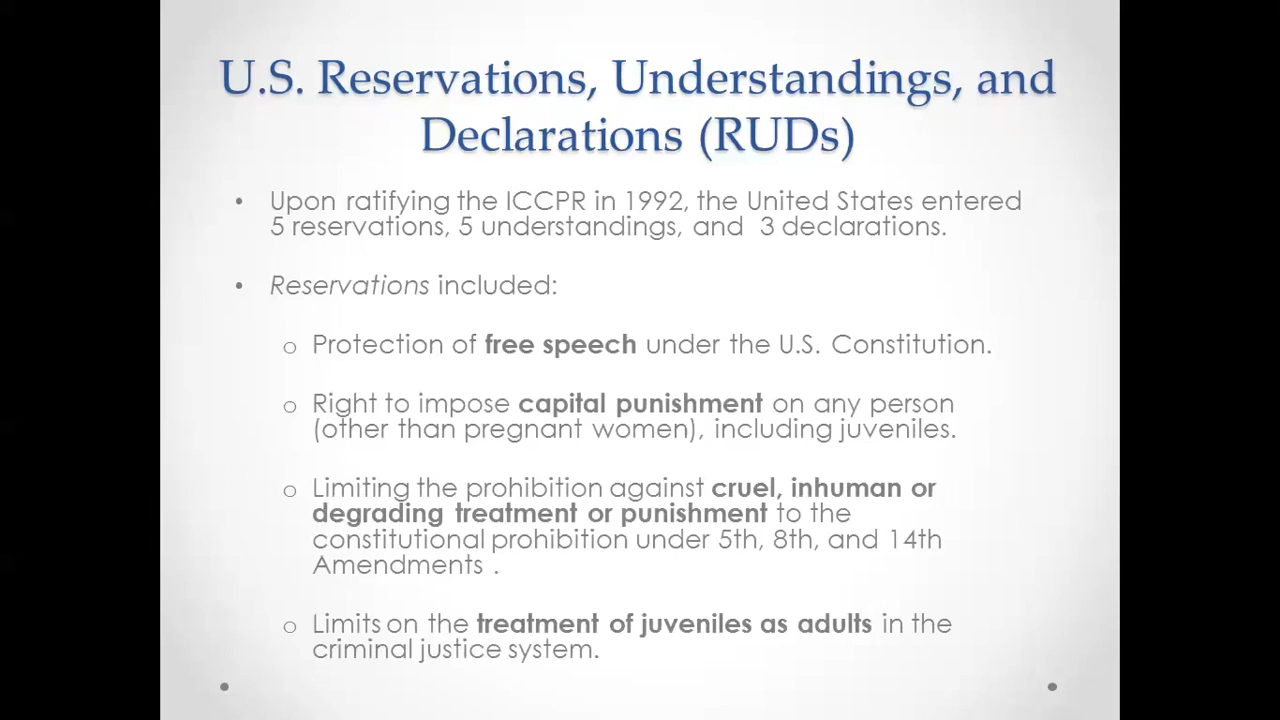 U.S. Reservations, Understandings, and
Declarations (RUDs)
• Upon ratifying the ICCPR in 1992, the United States entered
5 reservations, 5 understandings, and  3 declarations.
• Reservations included:
o Protection of free speech under the U.S. Constitution.
o Right to impose capital punishment on any person
(other than pregnant women), including juveniles.
o Limiting the prohibition against cruel, inhuman or
degrading treatment or punishment to the
constitutional prohibition under 5th, 8th, and 14th
Amendments .
o Limits on the treatment of juveniles as adults in the
criminal justice system.